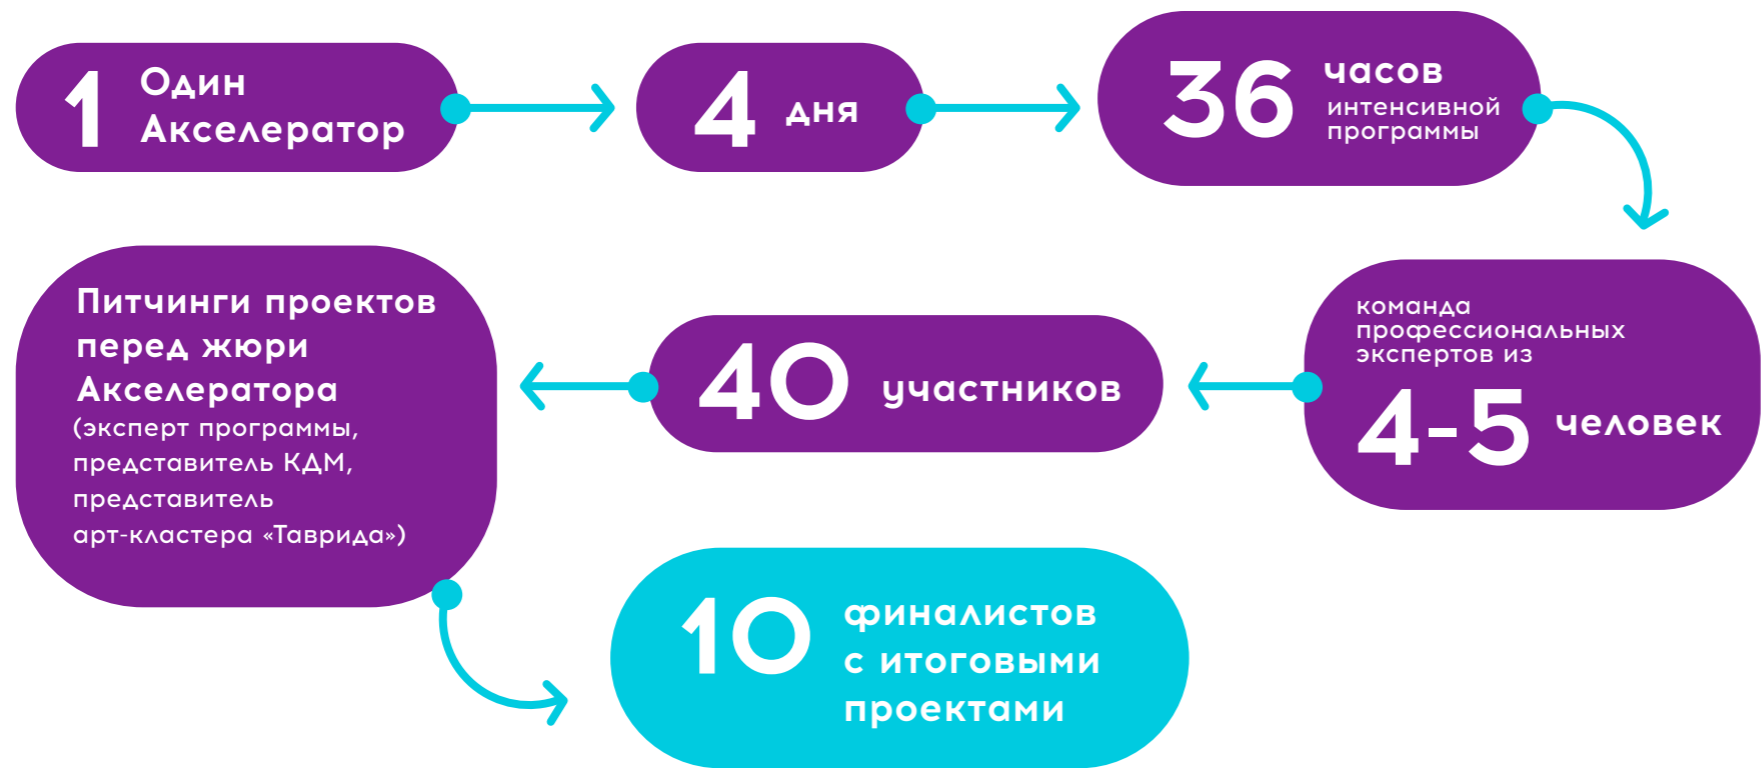 1 Один
Акселератор
4 дня
36 часов
интенсивной
программы
команда
профессиональных
экспертов из
4-5 человек
40 участников
Питчинги проектов
перед жюри
Акселератора
(эксперт программы,
представитель КДМ,
представитель
арт-кластера «Таврида»)
10 финалистов
с итоговыми
проектами